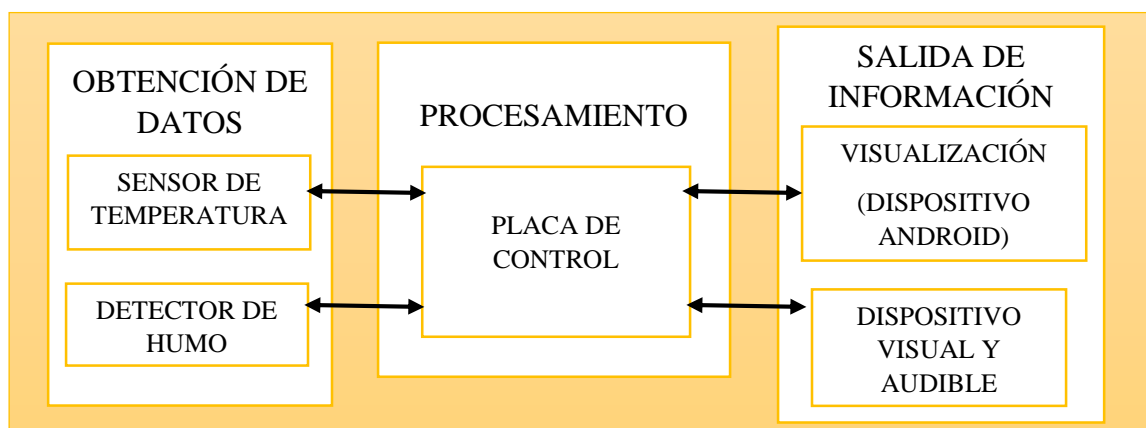 OBTENCIÓN DE
DATOS
SENSOR DE
TEMPERATURA
DETECTOR DE
HUMO
PROCESAMIENTO
PLACA DE
CONTROL
SALIDA DE
INFORMACIÓN
VISUALIZACIÓN
(DISPOSITIVO
ANDROID)
DISPOSITIVO
VISUAL Y
AUDIBLE